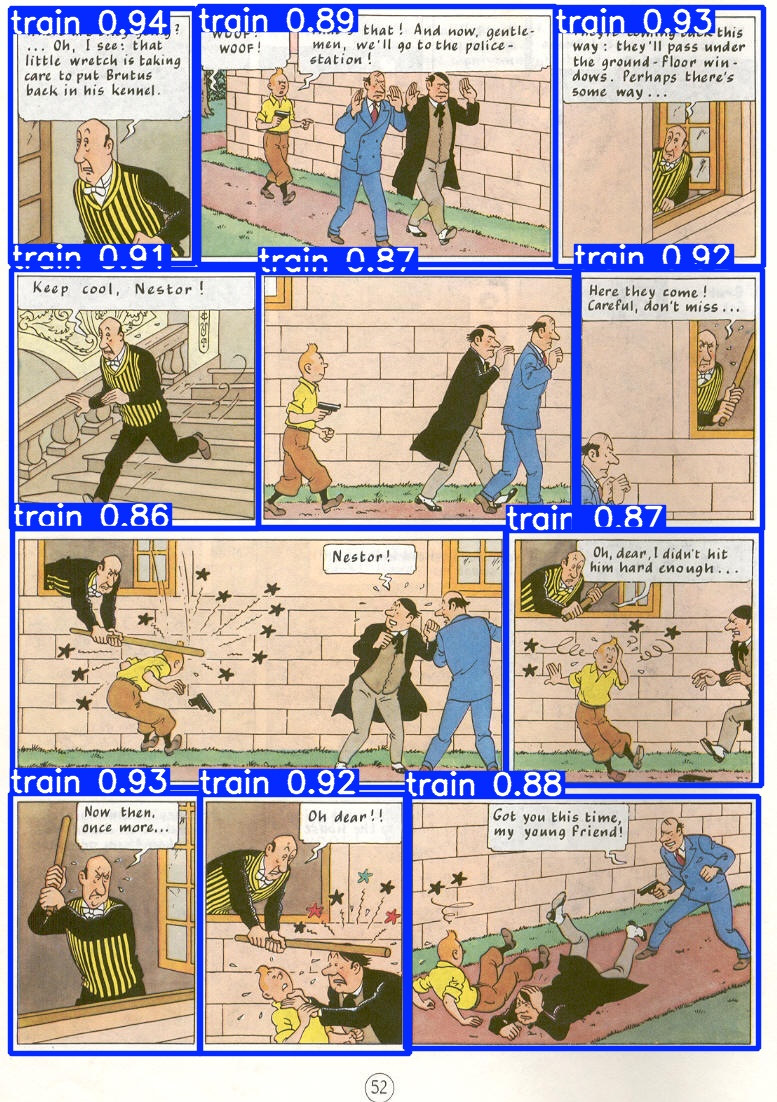 train 0.94
... Oh, I see: that
little wretch is taking
care to put Brutus
back in his kennel.
train 0.89
WOOF!
WOOF!
that! And now, gentle-
men, we'll go to the police-
station!
train 0.93
They're coming back this
way: they'll pass under
the ground-floor win-
dows. Perhaps there's
some way...
train 0.91
Keep cool, Nestor!
train 0.87
train 0.92
Here they come!
Careful, don't miss...
train 0.86
Nestor!
train 0.87
Oh, dear, I didn't hit
him hard enough...
train 0.93
Now then,
once more...
train 0.92
Oh dear!!
train 0.88
Got you this time,
my young friend!
52